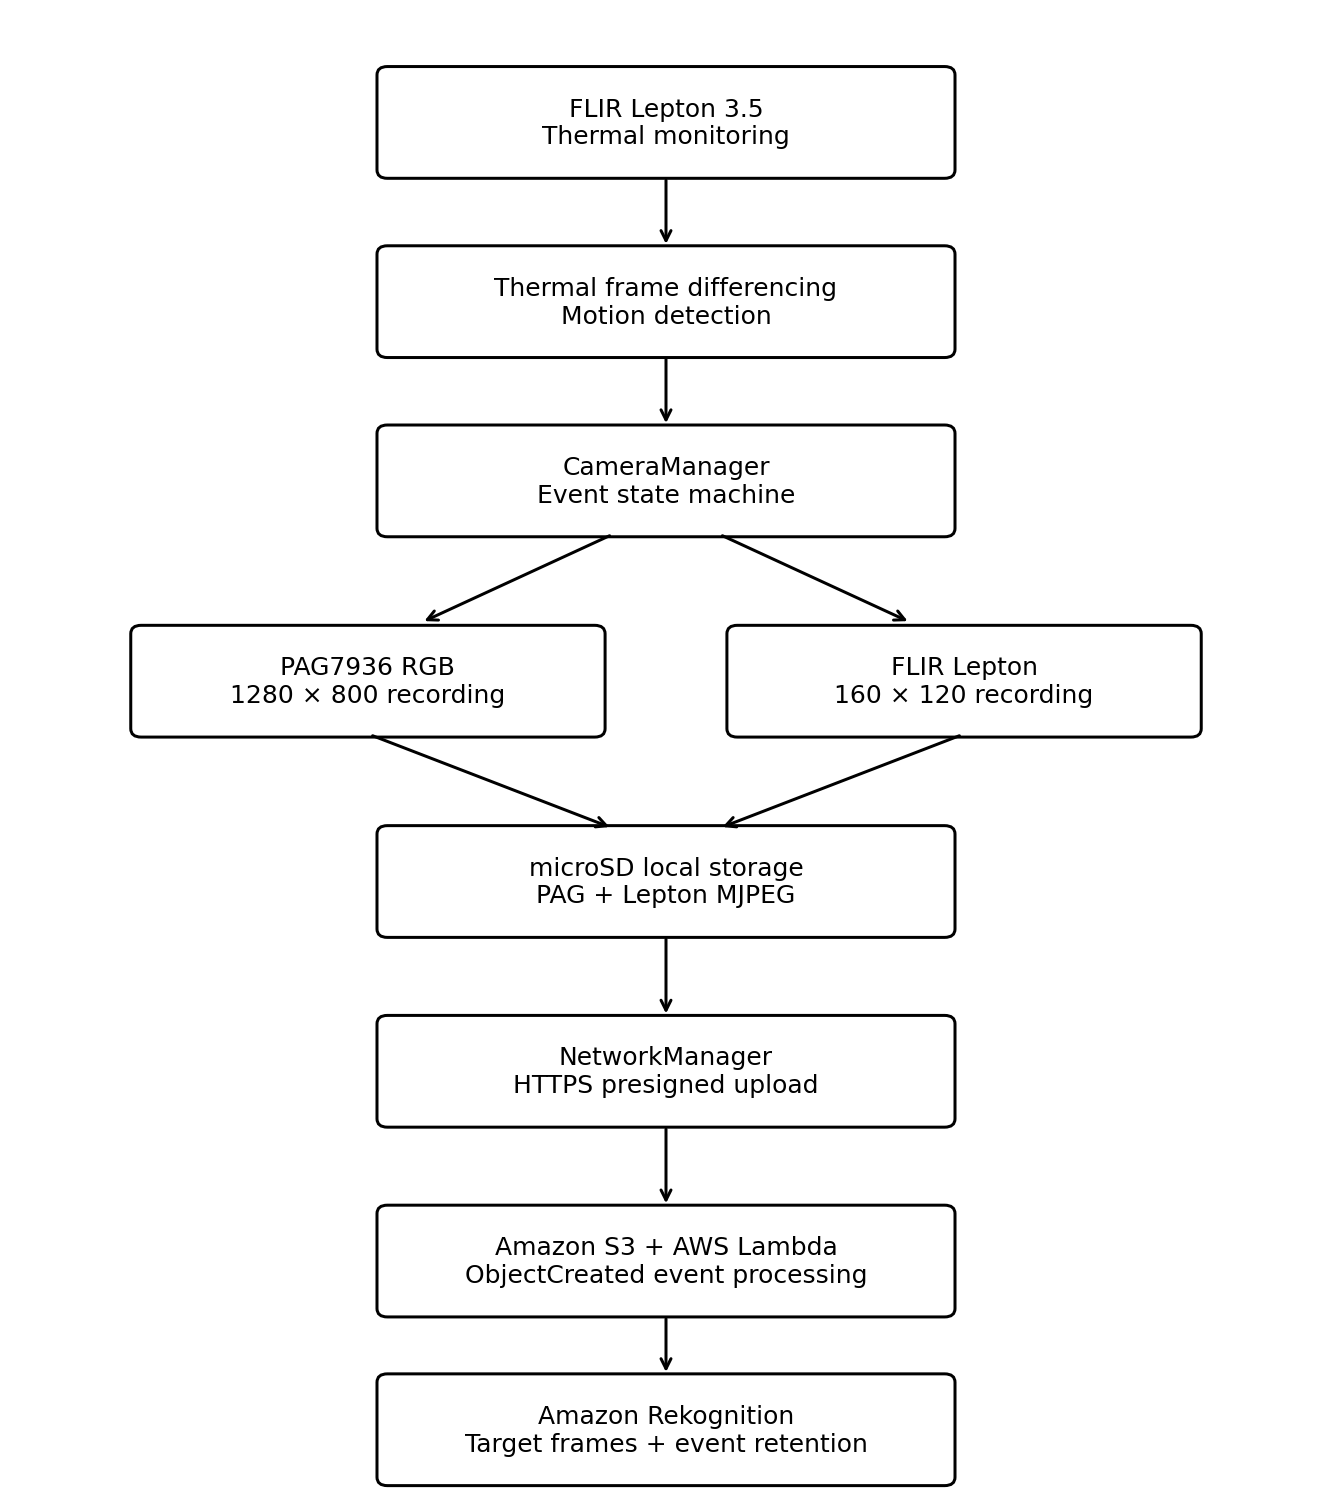 FLIR Lepton 3.5
Thermal monitoring
Thermal frame differencing
Motion detection
CameraManager
Event state machine
PAG7936 RGB
1280 × 800 recording
FLIR Lepton
160 × 120 recording
microSD local storage
PAG + Lepton MJPEG
NetworkManager
HTTPS presigned upload
Amazon S3 + AWS Lambda
ObjectCreated event processing
Amazon Rekognition
Target frames + event retention